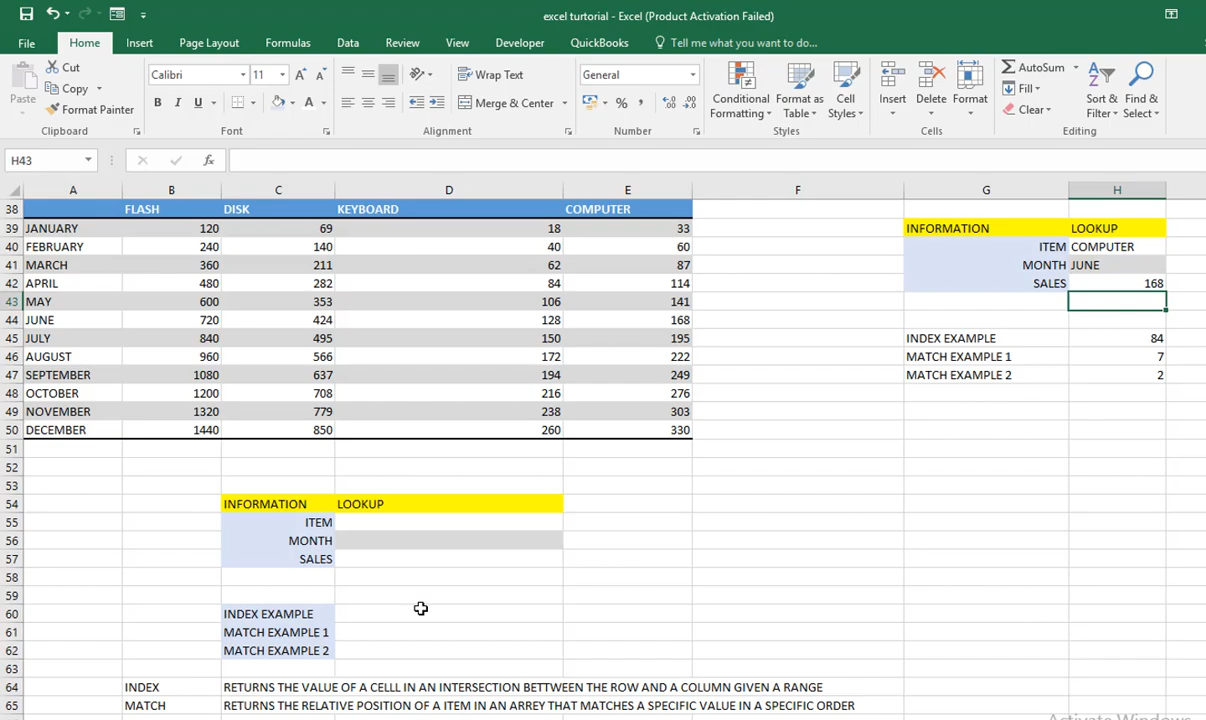 excel turtorial - Excel (Product Activation Failed)
File Home Insert Page Layout Formulas Data Review View Developer QuickBooks Tell me what you want to do...
Paste Cut Copy Format Painter Clipboard
Calibri 11 A A B I U A Font
Wrap Text Merge & Center Alignment
General % , Number
Conditional Formatting Format as Table Cell Styles Styles
Insert Delete Format Cells
AutoSum Fill Clear Sort & Filter Find & Select Editing
H43 fx
A B C D E F G H
38 FLASH DISK KEYBOARD COMPUTER
39 JANUARY 120 69 18 33 INFORMATION LOOKUP
40 FEBRUARY 240 140 40 60 ITEM COMPUTER
41 MARCH 360 211 62 87 MONTH JUNE
42 APRIL 480 282 84 114 SALES 168
43 MAY 600 353 106 141
44 JUNE 720 424 128 168
45 JULY 840 495 150 195 INDEX EXAMPLE 84
46 AUGUST 960 566 172 222 MATCH EXAMPLE 1 7
47 SEPTEMBER 1080 637 194 249 MATCH EXAMPLE 2 2
48 OCTOBER 1200 708 216 276
49 NOVEMBER 1320 779 238 303
50 DECEMBER 1440 850 260 330
51
52
53
54 INFORMATION LOOKUP
55 ITEM
56 MONTH
57 SALES
58
59
60 INDEX EXAMPLE
61 MATCH EXAMPLE 1
62 MATCH EXAMPLE 2
63
64 INDEX RETURNS THE VALUE OF A CELLL IN AN INTERSECTION BETTWEEN THE ROW AND A COLUMN GIVEN A RANGE
65 MATCH RETURNS THE RELATIVE POSITION OF A ITEM IN AN ARREY THAT MATCHES A SPECIFIC VALUE IN A SPECIFIC ORDER